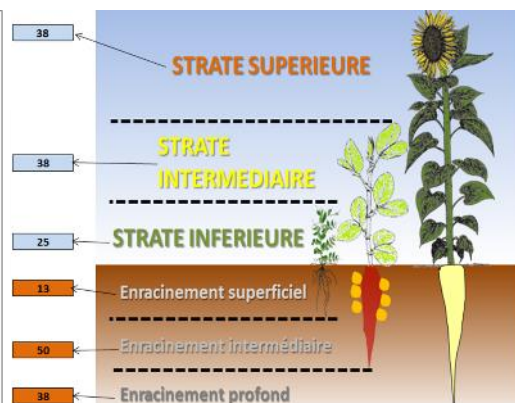 38
STRATE SUPERIEURE
STRATE
38
INTERMEDIAIRE
25
STRATE INFERIEURE
13
Enracinement superficiel
50
Enracinement intermédiaire
38
Enracinement profond